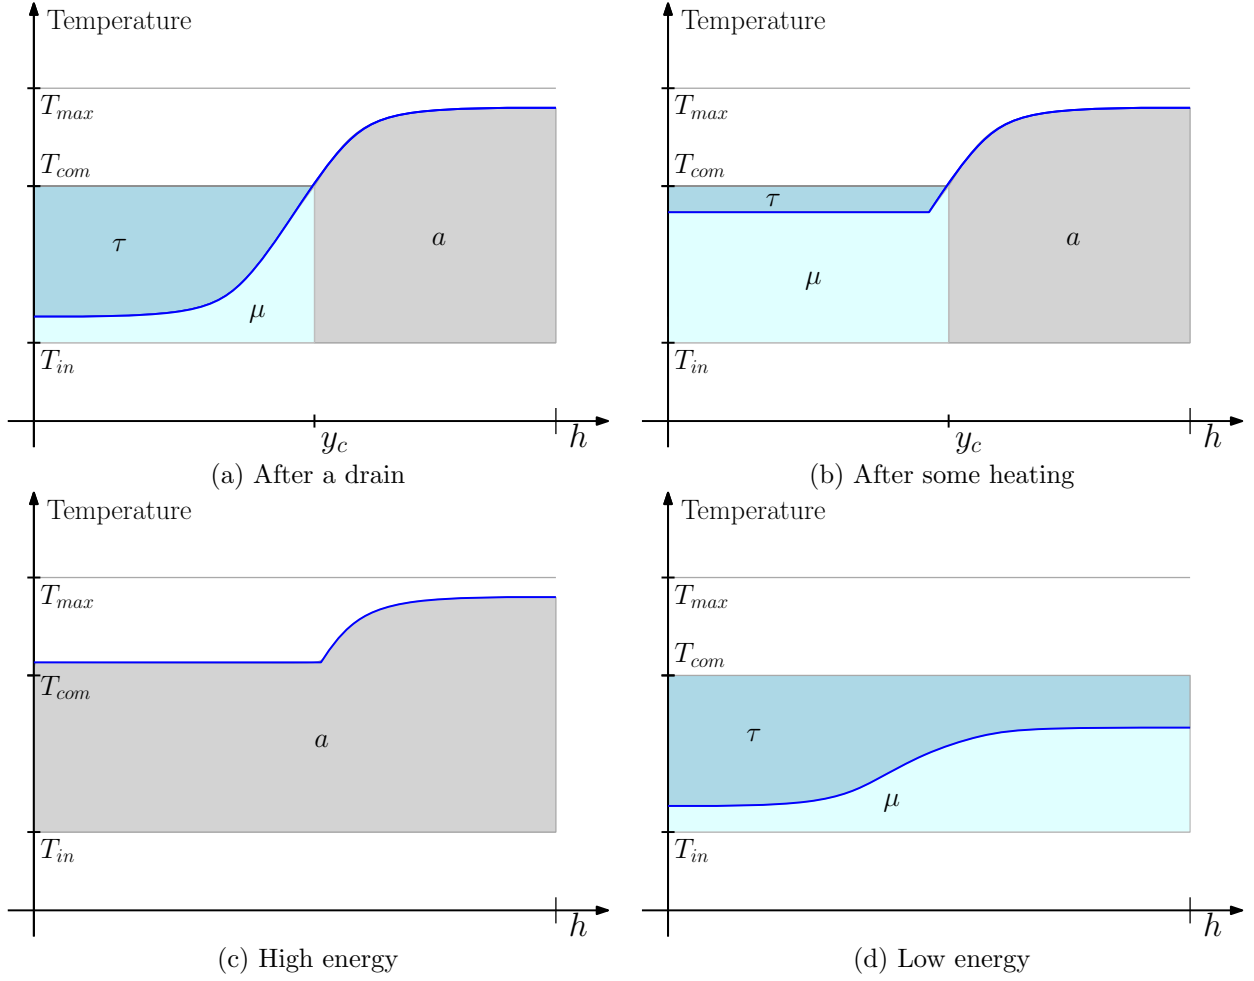 Temperature
T_max
T_com
τ
a
μ
T_in
y_c
h
(a) After a drain
Temperature
T_max
T_com
τ
a
μ
T_in
y_c
h
(b) After some heating
Temperature
T_max
T_com
a
T_in
h
(c) High energy
Temperature
T_max
T_com
τ
μ
T_in
h
(d) Low energy